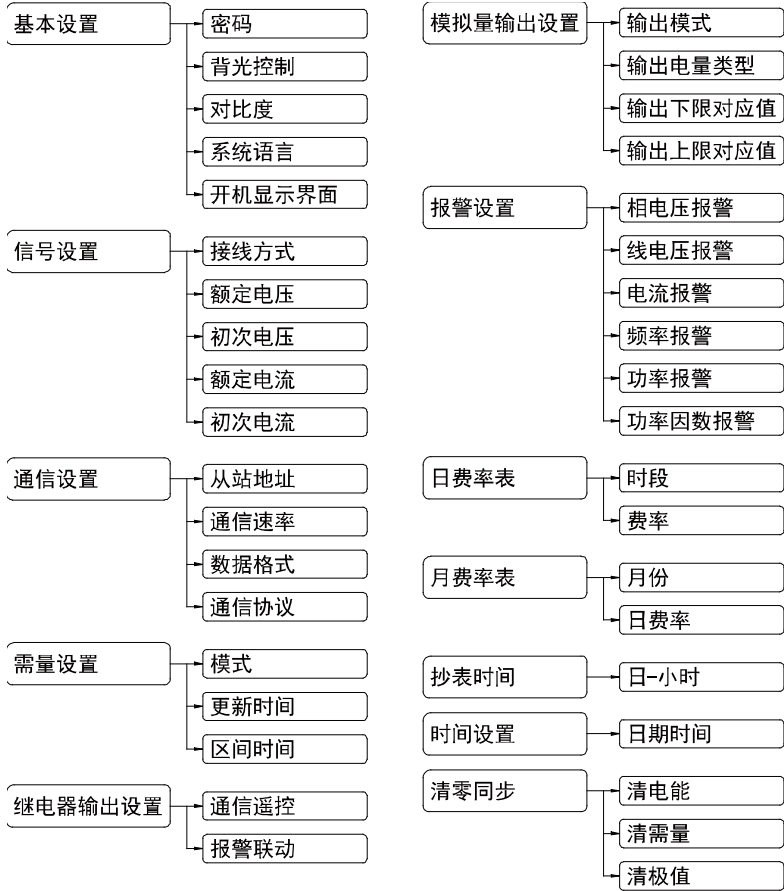 基本设置
密码
背光控制
对比度
系统语言
开机显示界面
信号设置
接线方式
额定电压
初次电压
额定电流
初次电流
通信设置
从站地址
通信速率
数据格式
通信协议
需量设置
模式
更新时间
区间时间
继电器输出设置
通信遥控
报警联动
模拟量输出设置
输出模式
输出电量类型
输出下限对应值
输出上限对应值
报警设置
相电压报警
线电压报警
电流报警
频率报警
功率报警
功率因数报警
日费率表
时段
费率
月费率表
月份
日费率
抄表时间
日-小时
时间设置
日期时间
清零同步
清电能
清需量
清极值